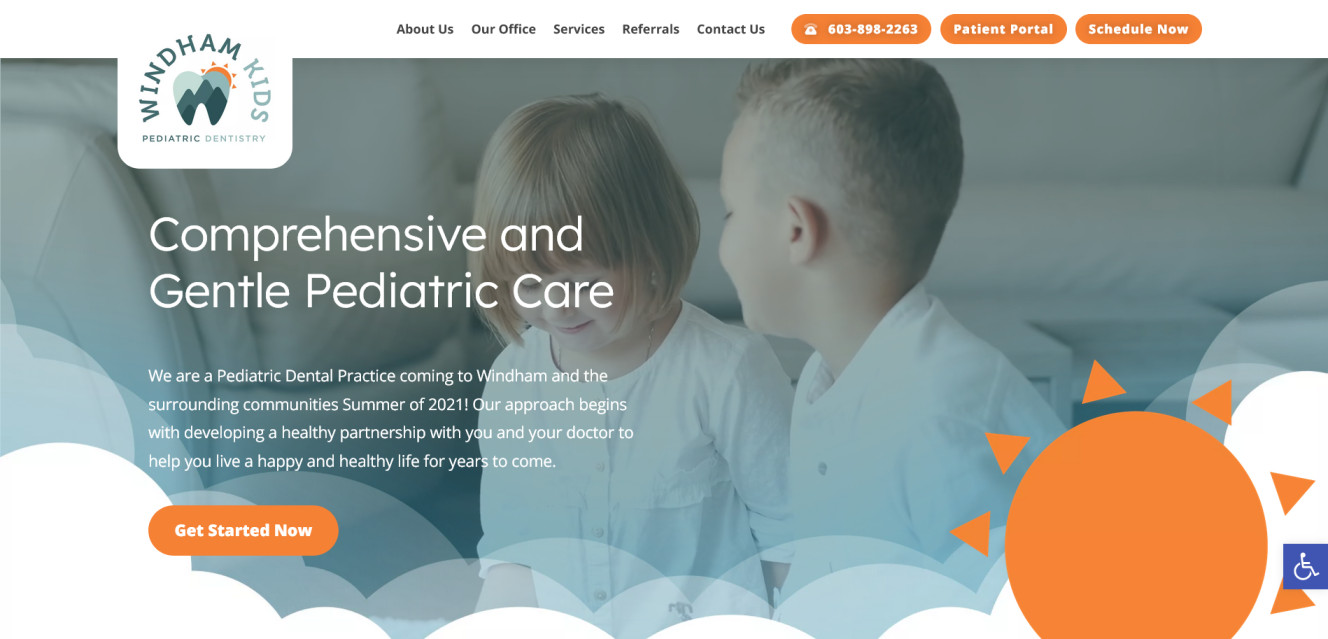 About Us
Our Office
Services
Referrals
Contact Us
603-898-2263
Patient Portal
Schedule Now
WINDHAM KIDS
PEDIATRIC DENTISTRY
Comprehensive and
Gentle Pediatric Care
We are a Pediatric Dental Practice coming to Windham and the
surrounding communities Summer of 2021! Our approach begins
with developing a healthy partnership with you and your doctor to
help you live a happy and healthy life for years to come.
Get Started Now